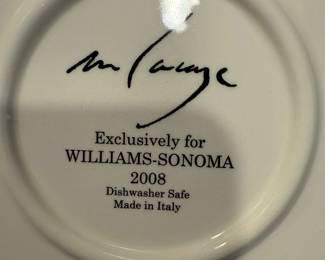 Exclusively for
WILLIAMS-SONOMA
2008
Dishwasher Safe
Made in Italy